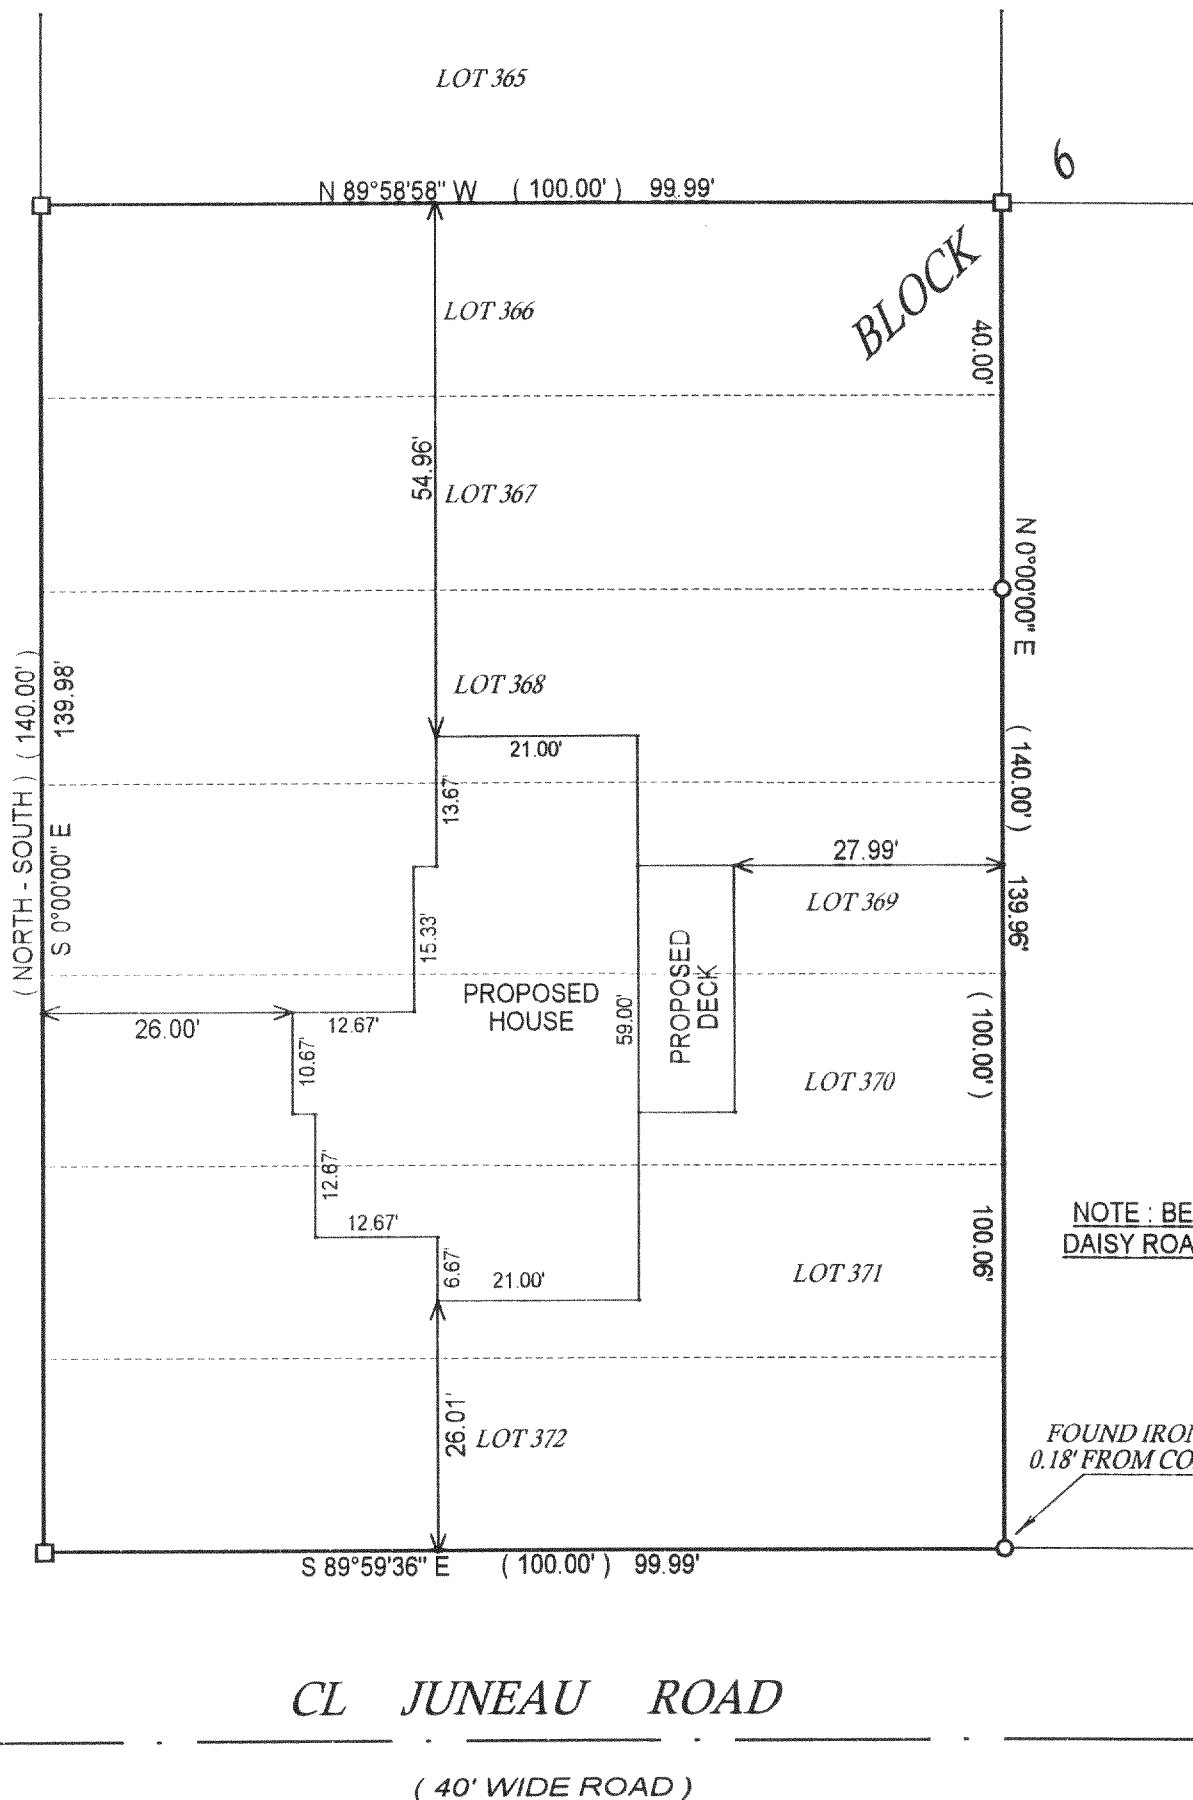 LOT 365
6
N 89°58'58" W ( 100.00' ) 99.99'
BLOCK
LOT 366
40.00'
54.96'
LOT 367
N 0°00'00" E
LOT 368
( NORTH - SOUTH ) ( 140.00' )
S 0°00'00" E 139.98'
21.00'
( 140.00' ) 139.96'
13.67'
27.99'
LOT 369
15.33'
PROPOSED
HOUSE
59.00'
PROPOSED
DECK
26.00'
12.67'
10.67'
( 100.00' ) 100.06'
LOT 370
12.67'
12.67'
6.67'
21.00'
LOT 371
NOTE : BE
DAISY ROA
26.01'
LOT 372
FOUND IRON
0.18' FROM CO
S 89°59'36" E ( 100.00' ) 99.99'
CL JUNEAU ROAD
( 40' WIDE ROAD )